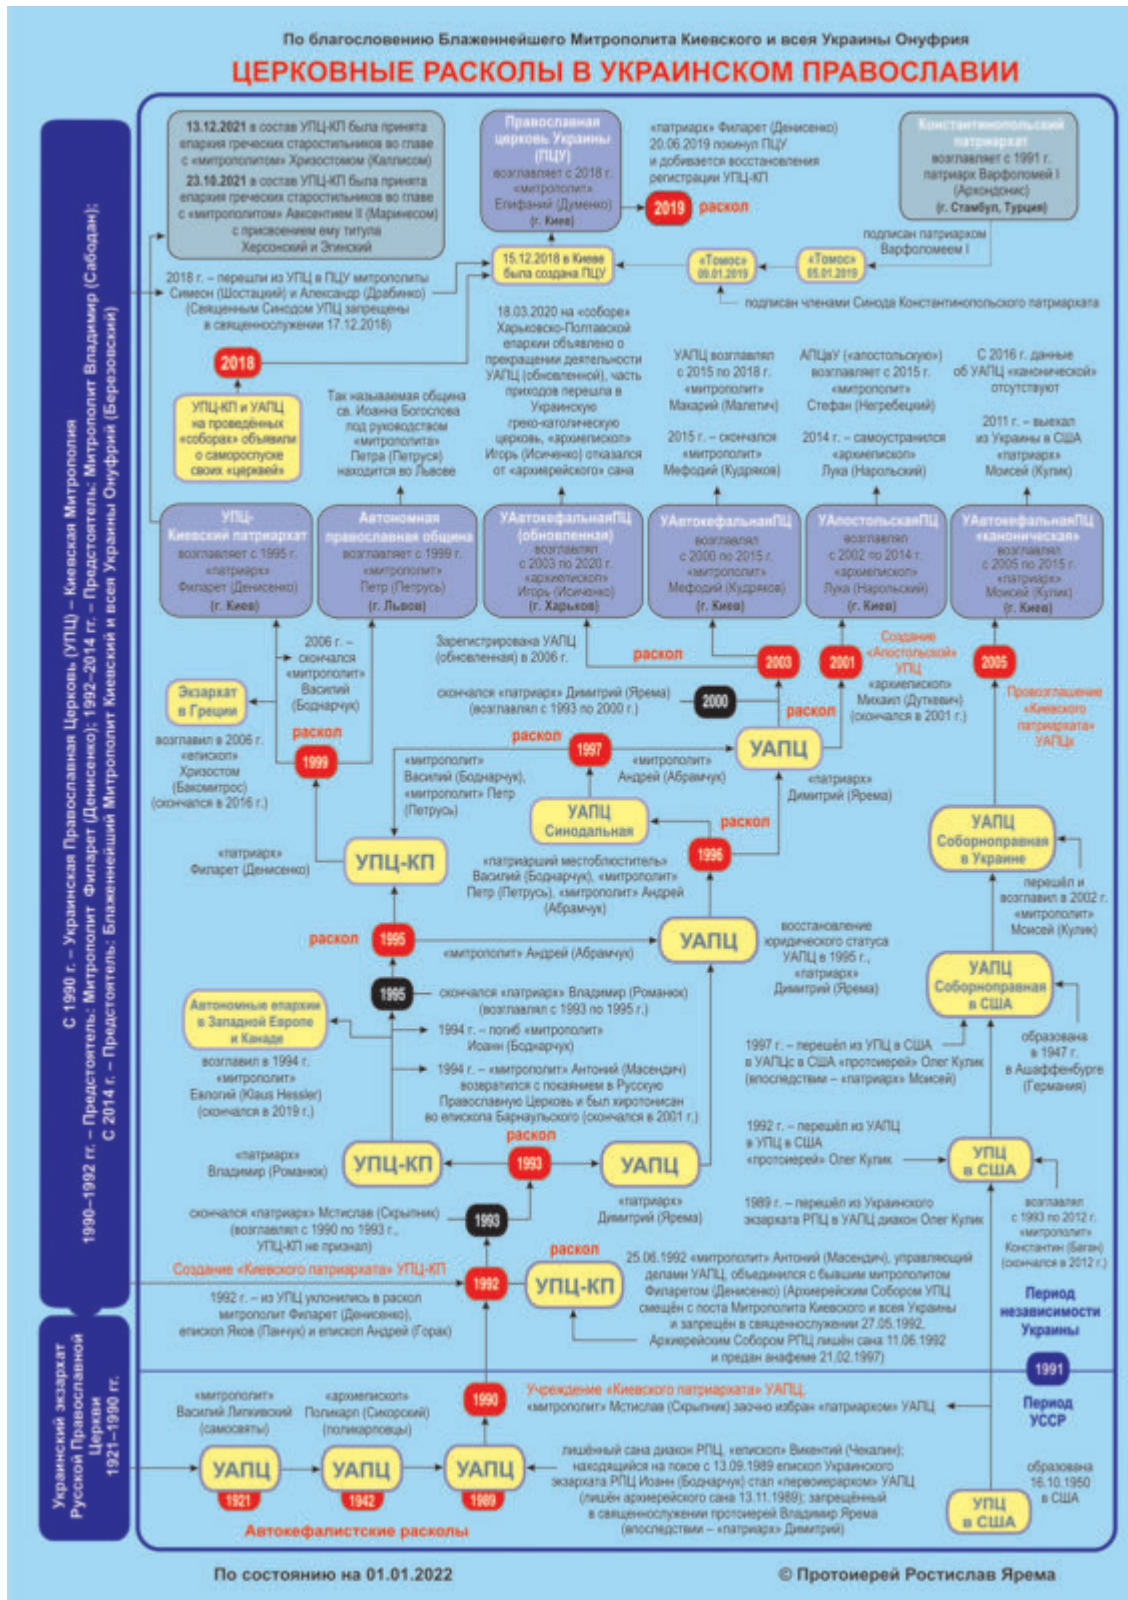 По благословению Блаженнейшего Митрополита Киевского и всея Украины Онуфрия
ЦЕРКОВНЫЕ РАСКОЛЫ В УКРАИНСКОМ ПРАВОСЛАВИИ
С 1990 г. – Украинская Православная Церковь (УПЦ) – Киевская Митрополия
1990–1992 гг. – Предстоятель: Митрополит Филарет (Денисенко); 1992–2014 гг. – Предстоятель: Митрополит Владимир (Сабодан);
С 2014 г. – Предстоятель: Блаженнейший Митрополит Киевский и всея Украины Онуфрий (Березовский)
13.12.2021 в состав УПЦ-КП была принята
епархия греческих старостильников во главе
с «митрополитом» Хризостомом (Каллисом)
23.10.2021 в состав УПЦ-КП была принята
епархия греческих старостильников во главе
с «митрополитом» Авксентием II (Маринесом)
с присвоением ему титула
Херсонский и Эгинский
Православная
церковь Украины
(ПЦУ)
возглавляет с 2018 г.
«митрополит»
Епифаний (Думенко)
(г. Киев)
«патриарх» Филарет (Денисенко)
20.06.2019 покинул ПЦУ
и добивается восстановления
регистрации УПЦ-КП
2019 раскол
Константинопольский
патриархат
возглавляет с 1991 г.
патриарх Варфоломей I
(Архондонис)
(г. Стамбул, Турция)
подписан патриархом
Варфоломеем I
15.12.2018 в Киеве
была создана ПЦУ
«Томос»
09.01.2019
«Томос»
05.01.2019
подписан членами Синода Константинопольского патриархата
2018 г. – перешли из УПЦ в ПЦУ митрополиты
Симеон (Шостацкий) и Александр (Драбинко)
(Священным Синодом УПЦ запрещены
в священнослужении 17.12.2018)
2018
УПЦ-КП и УАПЦ
на проведённых
«соборах» объявили
о самороспуске
своих «церквей»
Так называемая община
св. Иоанна Богослова
под руководством
«митрополита»
Петра (Петруся)
находится во Львове
18.03.2020 на «соборе»
Харьковско-Полтавской
епархии объявлено о
прекращении деятельности
УАПЦ (обновленной), часть
приходов перешла в
Украинскую
греко-католическую
церковь, «архиепископ»
Игорь (Исиченко) отказался
от «архиерейского» сана
УАПЦ возглавлял
с 2015 по 2018 г.
«митрополит»
Макарий (Малетич)
2015 г. – скончался
«митрополит»
Мефодий (Кудряков)
АПЦвУ («апостольскую»)
возглавляет с 2015 г.
«митрополит»
Стефан (Негребецкий)
2014 г. – самоустранился
«архиепископ»
Лука (Нарольский)
С 2016 г. данные
об УАПЦ «канонической»
отсутствуют
2011 г. – выехал
из Украины в США
«патриарх»
Моисей (Кулик)
УПЦ-
Киевский патриархат
возглавляет с 1995 г.
«патриарх»
Филарет (Денисенко)
(г. Киев)
Автономная
православная община
возглавляет с 1999 г.
«митрополит»
Петр (Петрусь)
(г. Львов)
УАвтокефальнаяПЦ
(обновленная)
возглавлял
с 2003 по 2020 г.
«архиепископ»
Игорь (Исиченко)
(г. Харьков)
УАвтокефальнаяПЦ
возглавлял
с 2000 по 2015 г.
«митрополит»
Мефодий (Кудряков)
(г. Киев)
УАпостольскаяПЦ
возглавлял
с 2002 по 2014 г.
«архиепископ»
Лука (Нарольский)
(г. Киев)
УАвтокефальнаяПЦ
«каноническая»
возглавлял
с 2005 по 2015 г.
«патриарх»
Моисей (Кулик)
(г. Киев)
2006 г. –
скончался
«митрополит»
Василий
(Боднарчук)
Зарегистрирована УАПЦ
(обновленная) в 2006 г.
раскол
2003
2001
Создание
«Апостольской»
УПЦ
«архиепископ»
Михаил (Дуткевич)
(скончался в 2001 г.)
2005
Провозглашение
«Киевского
патриархата»
УАПЦк
Экзархат
в Греции
возглавил в 2006 г.
«епископ»
Хризостом
(Бакомитрос)
(скончался в 2016 г.)
скончался «патриарх» Димитрий (Ярема)
(возглавлял с 1993 по 2000 г.)
2000
раскол
раскол
1999
раскол
1997
УАПЦ
«митрополит»
Василий (Боднарчук),
«митрополит» Петр
(Петрусь)
«митрополит»
Андрей (Абрамчук)
«патриарх»
Димитрий (Ярема)
УАПЦ
Синодальная
раскол
1996
УАПЦ
Соборноправная
в Украине
«патриарх»
Филарет (Денисенко)
УПЦ-КП
«патриарший местоблюститель»
Василий (Боднарчук), «митрополит»
Петр (Петрусь), «митрополит» Андрей
(Абрамчук)
перешёл и
возглавил в 2002 г.
«митрополит»
Моисей (Кулик)
раскол
1995
«митрополит» Андрей (Абрамчук)
УАПЦ
восстановление
юридического статуса
УАПЦ в 1995 г.,
«патриарх»
Димитрий (Ярема)
УАПЦ
Соборноправная
в США
Автономные епархии
в Западной Европе
и Канаде
возглавил в 1994 г.
«митрополит»
Евлогий (Klaus Hessler)
(скончался в 2019 г.)
1995
скончался «патриарх» Владимир (Романюк)
(возглавлял с 1993 по 1995 г.)
1994 г. – погиб «митрополит»
Иоанн (Боднарчук)
1994 г. – «митрополит» Антоний (Масендич)
возвратился с покаянием в Русскую
Православную Церковь и был хиротонисан
во епископа Барнаульского (скончался в 2001 г.)
1997 г. – перешёл из УПЦ в США
в УАПЦс в США «протоиерей» Олег Кулик
(впоследствии – «патриарх» Моисей)
образована
в 1947 г.
в Ашаффенбурге
(Германия)
«патриарх»
Владимир (Романюк)
УПЦ-КП
раскол
1993
УАПЦ
«патриарх»
Димитрий (Ярема)
1992 г. – перешёл из УАПЦ
в УПЦ в США
«протоиерей» Олег Кулик
УПЦ
в США
1989 г. – перешёл из Украинского
экзархата РПЦ в УАПЦ диакон Олег Кулик
возглавлял
с 1993 по 2012 г.
«митрополит»
Константин (Баган)
(скончался в 2012 г.)
скончался «патриарх» Мстислав (Скрыпник)
(возглавлял с 1990 по 1993 г.,
УПЦ-КП не признал)
1993
Создание «Киевского патриархата» УПЦ-КП
1992 г. – из УПЦ уклонились в раскол
митрополит Филарет (Денисенко),
епископ Яков (Панчук) и епископ Андрей (Горак)
1992
раскол
УПЦ-КП
25.06.1992 «митрополит» Антоний (Масендич), управляющий
делами УАПЦ, объединился с бывшим митрополитом
Филаретом (Денисенко) (Архиерейским Собором УПЦ
смещён с поста Митрополита Киевского и всея Украины
и запрещён в священнослужении 27.05.1992,
Архиерейским Собором РПЦ лишён сана 11.06.1992
и предан анафеме 21.02.1997)
Период
независимости
Украины
1991
Период
УССР
Украинский экзархат
Русской Православной
Церкви
1921–1990 гг.
«митрополит»
Василий Липкивский
(самосвяты)
«архиепископ»
Поликарп (Сикорский)
(поликарповцы)
1990
Учреждение «Киевского патриархата» УАПЦ,
«митрополит» Мстислав (Скрыпник) заочно избран «патриархом» УАПЦ
УАПЦ
1921
УАПЦ
1942
УАПЦ
1989
лишённый сана диакон РПЦ, «епископ» Викентий (Чекалин);
находящийся на покое с 13.09.1989 епископ Украинского
экзархата РПЦ Иоанн (Боднарчук) стал «первоиерархом» УАПЦ
(лишён архиерейского сана 13.11.1989); запрещённый
в священнослужении протоиерей Владимир Ярема
(впоследствии – «патриарх» Димитрий)
образована
16.10.1950
в США
УПЦ
в США
Автокефалистские расколы
По состоянию на 01.01.2022
© Протоиерей Ростислав Ярема